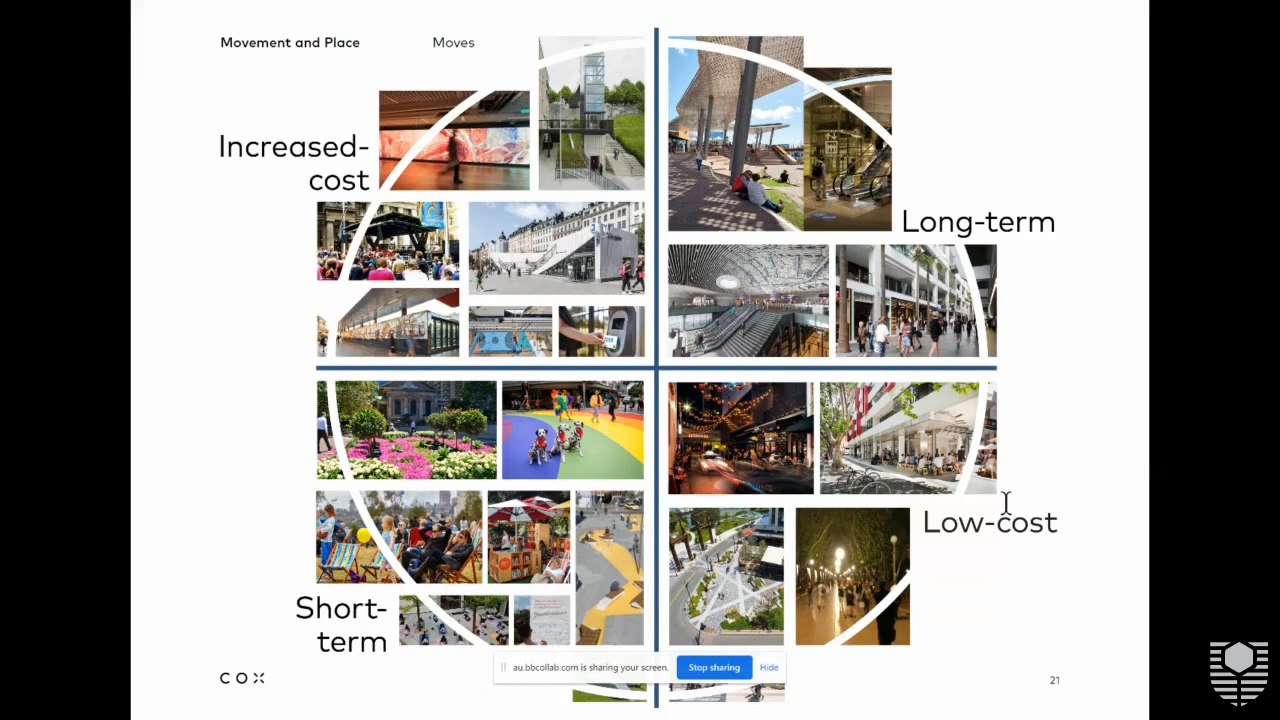 Movement and Place
Moves
Increased-
cost
Long-term
Low-cost
Short-
term
COX
au.bbcollab.com is sharing your screen.
Stop sharing
Hide
21